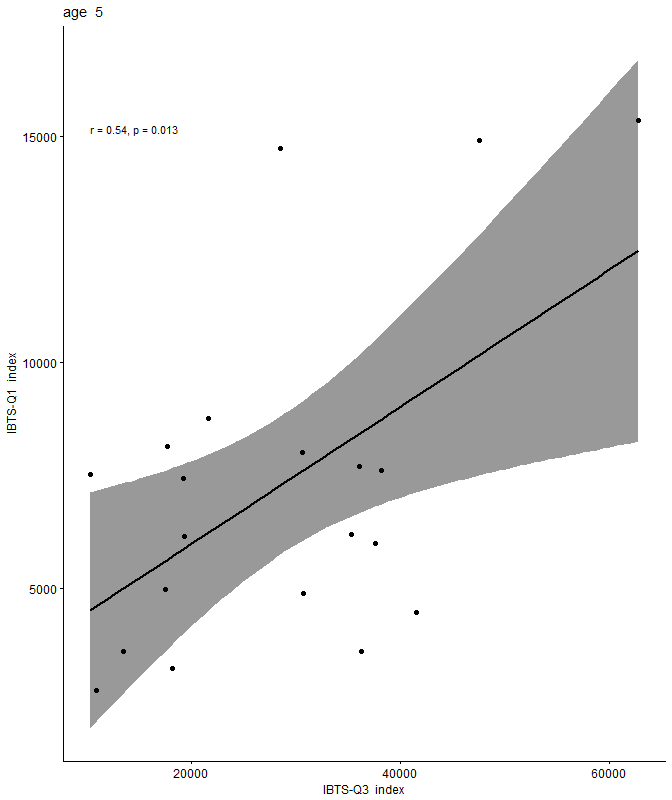 age 5
r = 0.54, p = 0.013
15000
10000
5000
IBTS-Q1 index
20000 40000 60000
IBTS-Q3 index